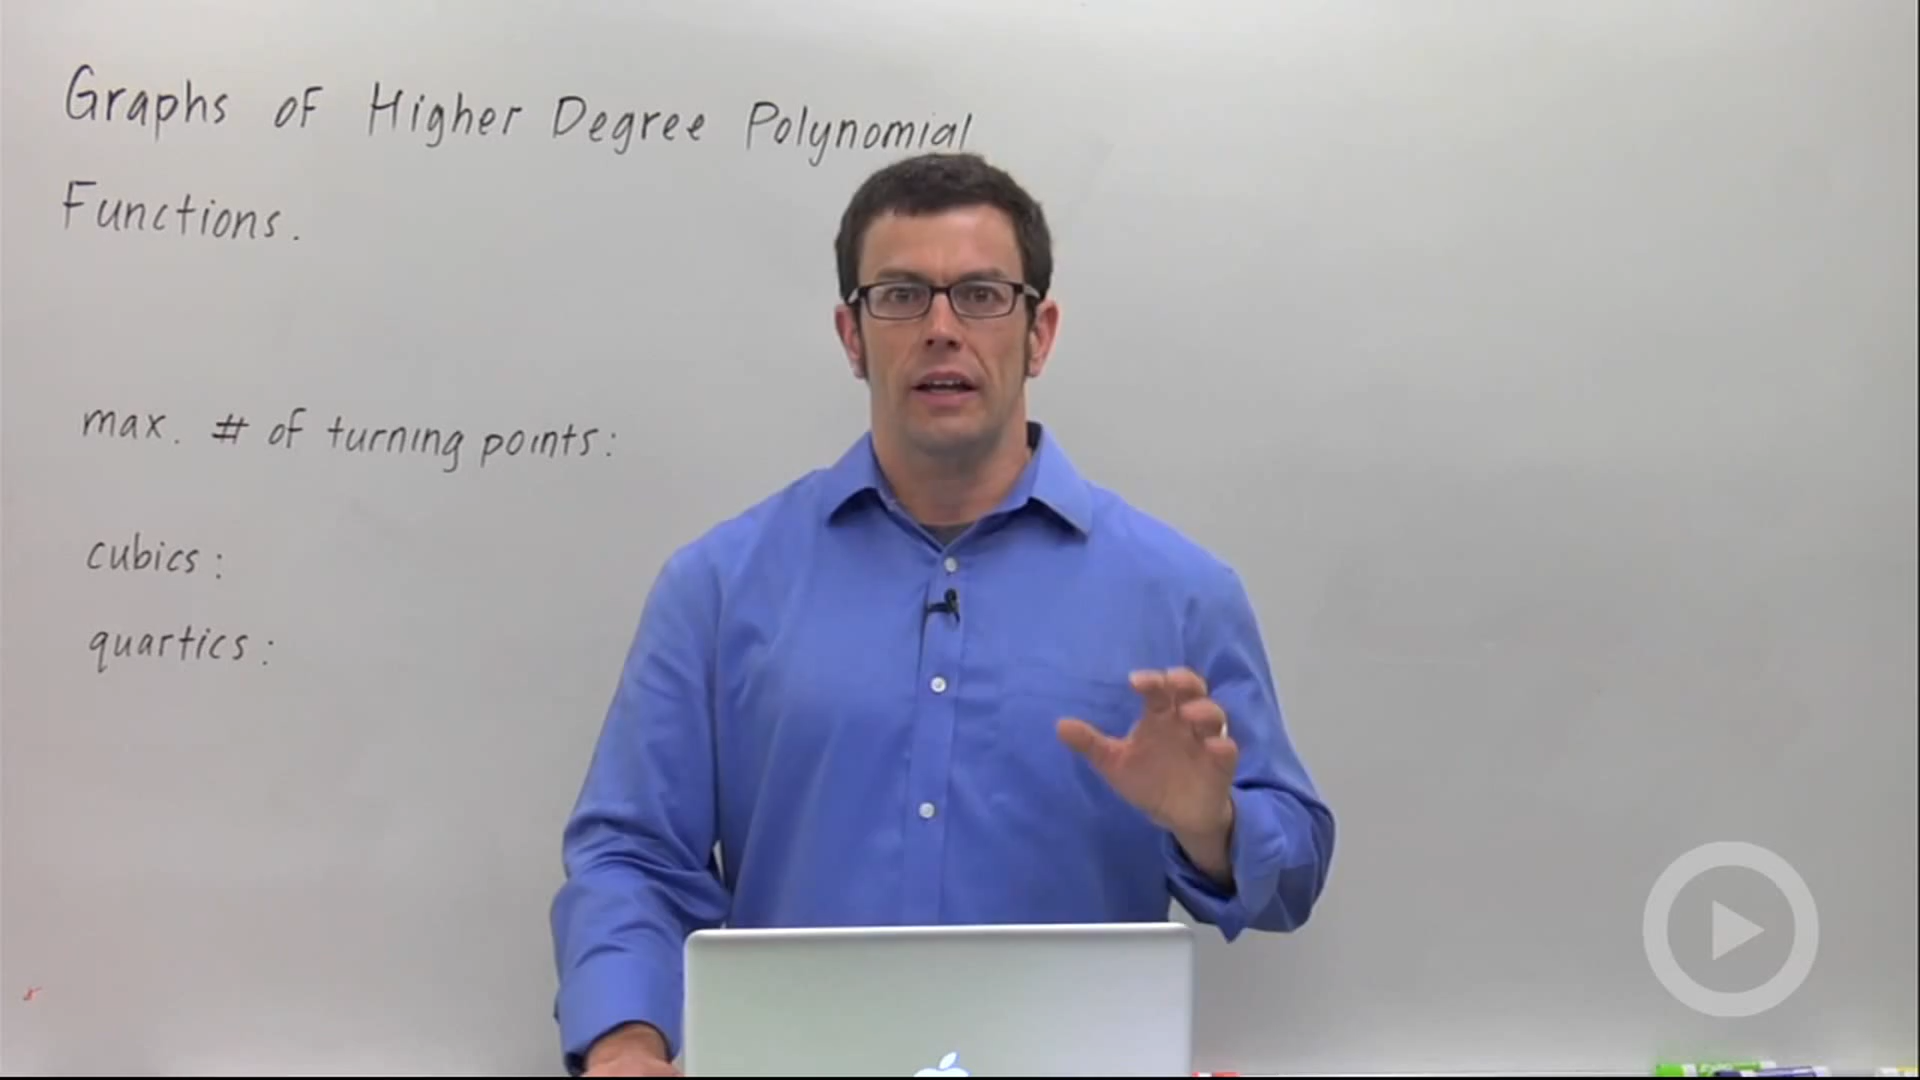 Graphs of Higher Degree Polynomial
Functions.
max. # of turning points:
cubics:
quartics: